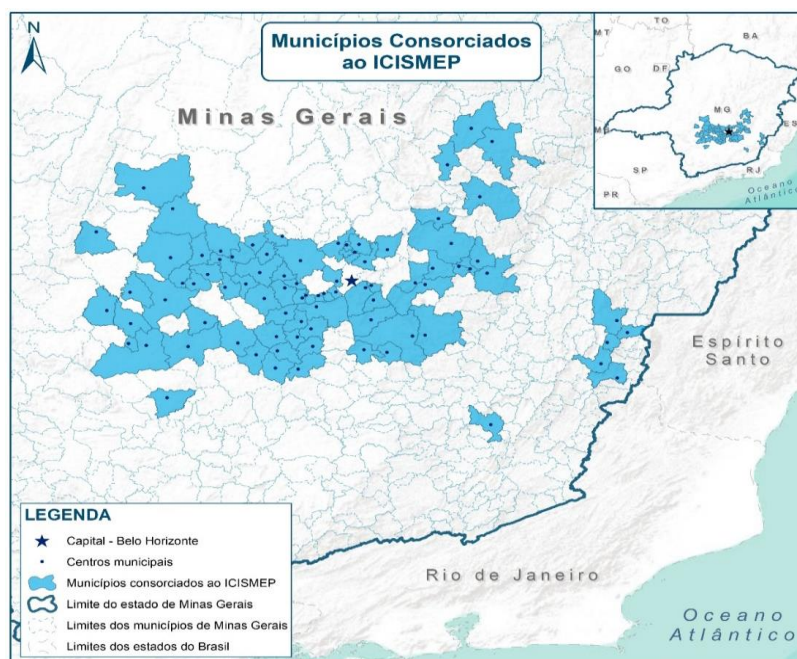 N
Municípios Consorciados
ao ICISMEP
Minas Gerais
TO
MT
BA
GO
DF
MG
ES
SP
RJ
PR
Oceano
Atlântico
Espírito
Santo
LEGENDA
Capital - Belo Horizonte
Centros municipais
Municípios consorciados ao ICISMEP
Limite do estado de Minas Gerais
Limites dos municípios de Minas Gerais
Limites dos estados do Brasil
Rio de Janeiro
Oceano
Atlântico